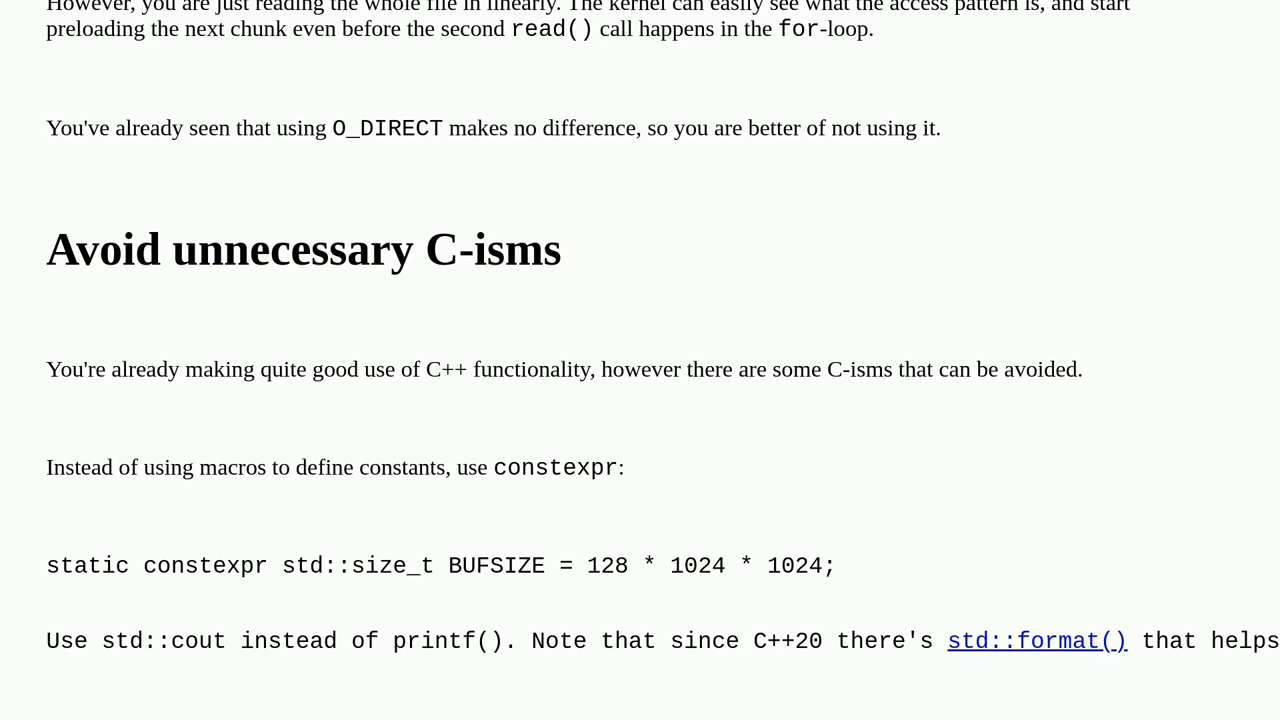 However, you are just reading the whole file in linearly. The kernel can easily see what the access pattern is, and start
preloading the next chunk even before the second read() call happens in the for-loop.
You've already seen that using O_DIRECT makes no difference, so you are better of not using it.
Avoid unnecessary C-isms
You're already making quite good use of C++ functionality, however there are some C-isms that can be avoided.
Instead of using macros to define constants, use constexpr:
static constexpr std::size_t BUFSIZE = 128 * 1024 * 1024;
Use std::cout instead of printf(). Note that since C++20 there's std::format() that helps